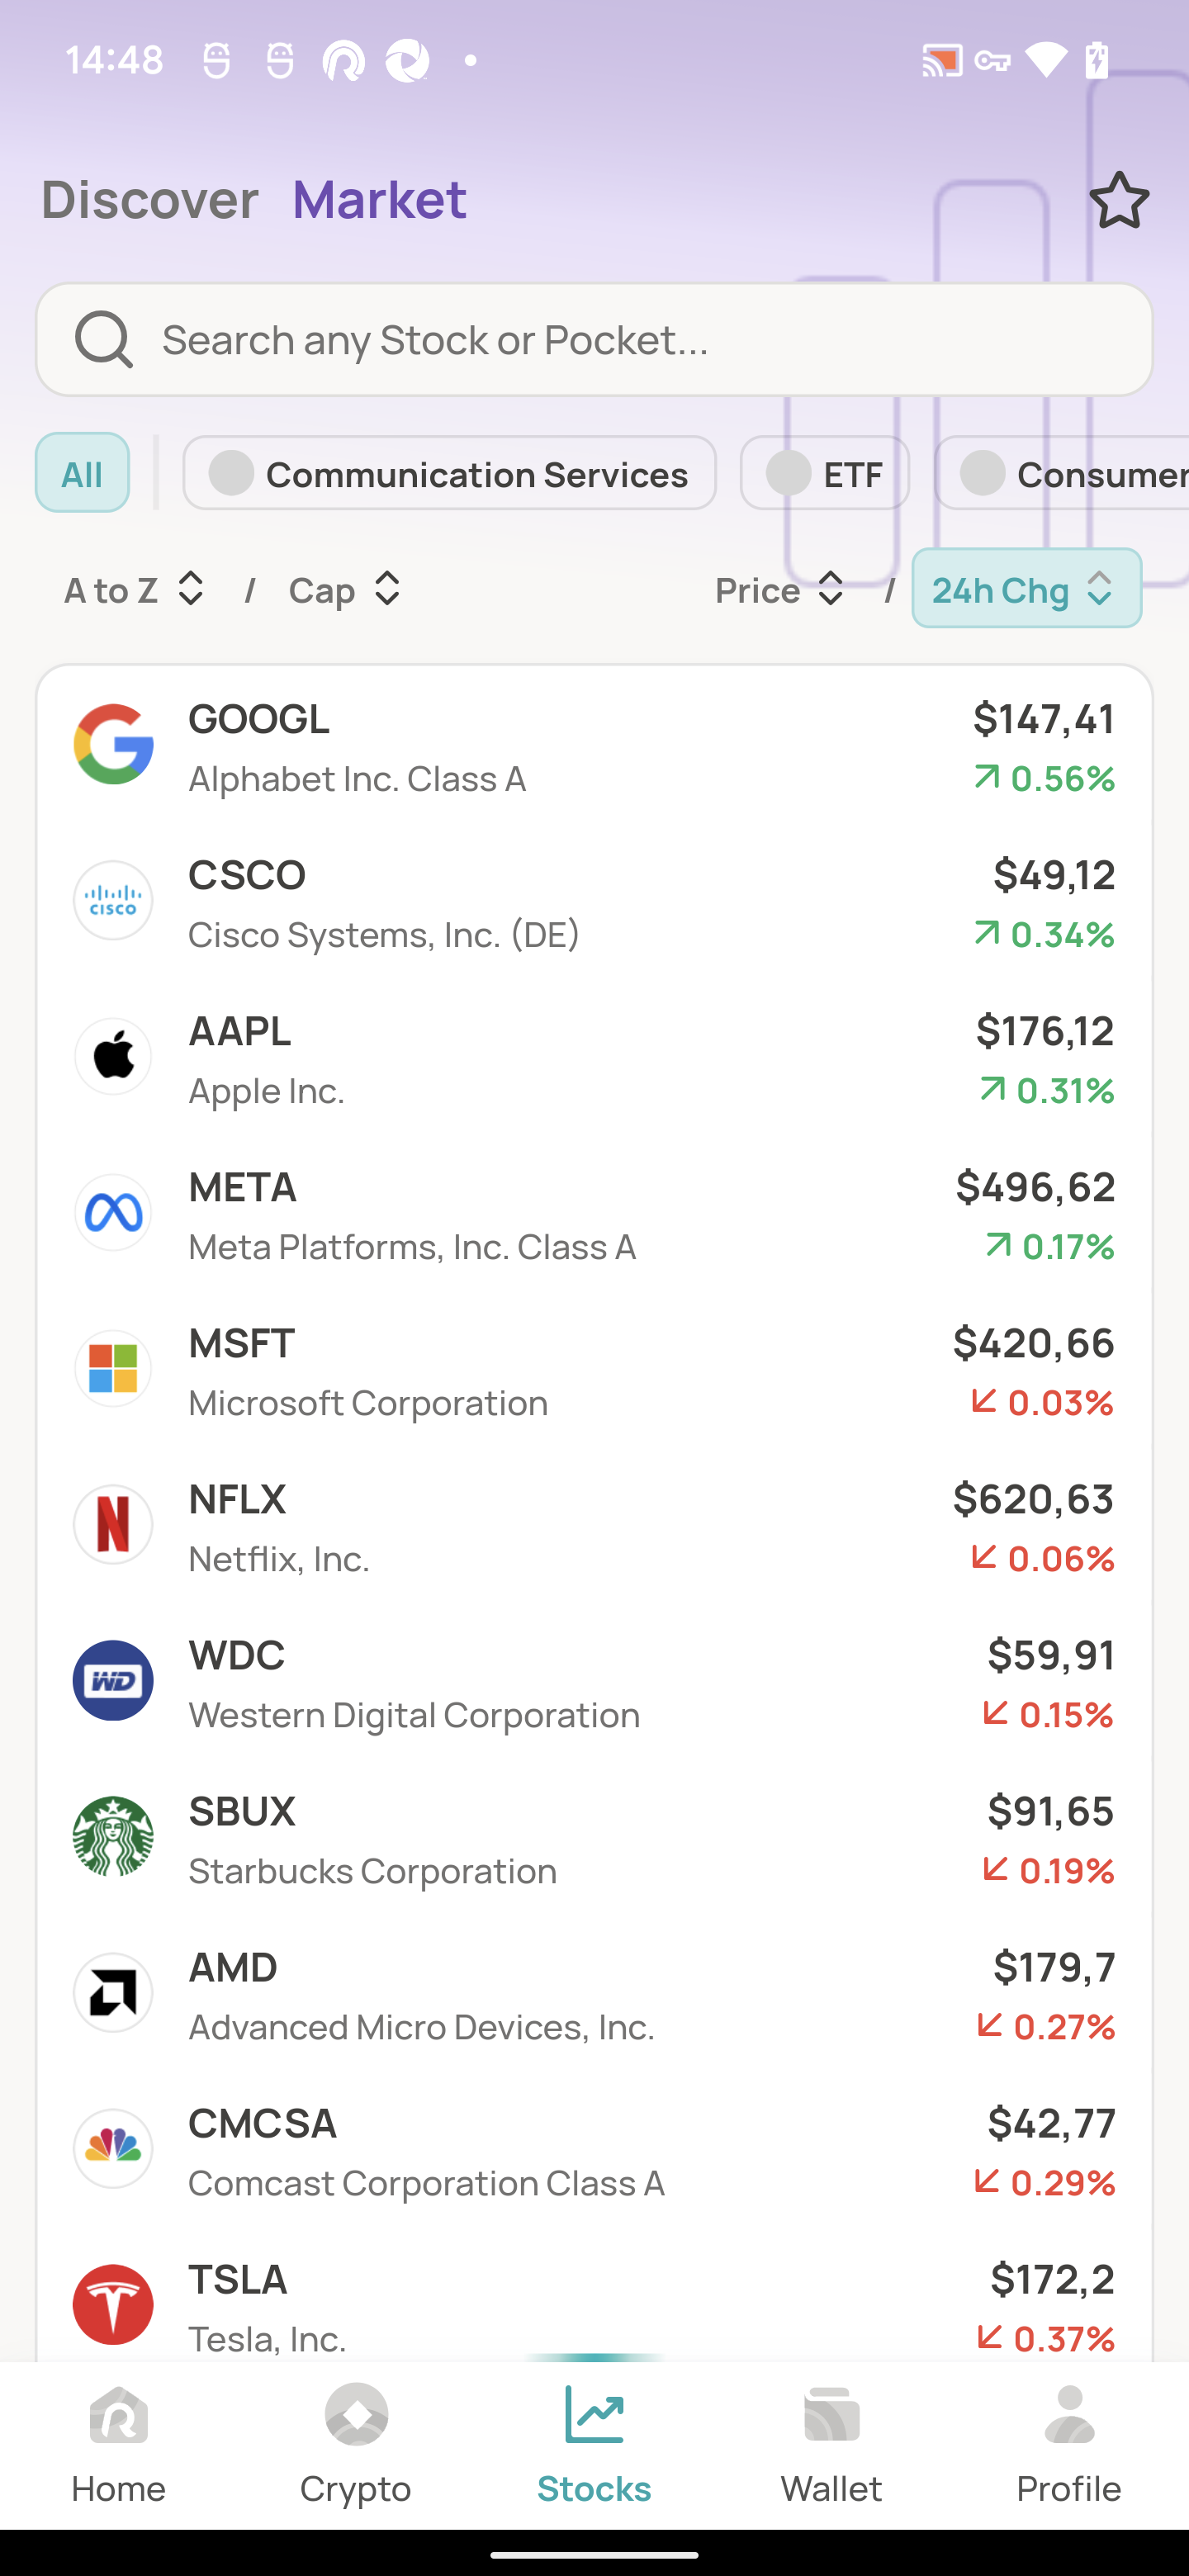 14:48
Discover Market
Search any Stock or Pocket...
All Communication Services ETF Consumer
A to Z / Cap Price / 24h Chg
GOOGL $147,41
Alphabet Inc. Class A 0.56%
CSCO $49,12
CISCO
Cisco Systems, Inc. (DE) 0.34%
AAPL $176,12
Apple Inc. 0.31%
META $496,62
Meta Platforms, Inc. Class A 0.17%
MSFT $420,66
Microsoft Corporation 0.03%
NFLX $620,63
Netflix, Inc. 0.06%
WDC $59,91
WD
Western Digital Corporation 0.15%
SBUX $91,65
Starbucks Corporation 0.19%
AMD $179,7
Advanced Micro Devices, Inc. 0.27%
CMCSA $42,77
Comcast Corporation Class A 0.29%
TSLA $172,2
Tesla, Inc. 0.37%
Home Crypto Stocks Wallet Profile